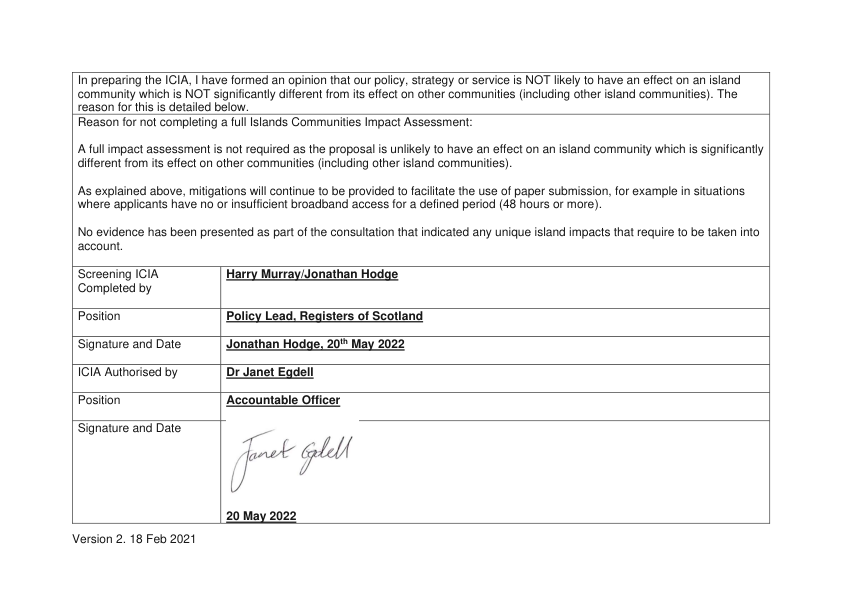 In preparing the ICIA, I have formed an opinion that our policy, strategy or service is NOT likely to have an effect on an island
community which is NOT significantly different from its effect on other communities (including other island communities). The
reason for this is detailed below.
Reason for not completing a full Islands Communities Impact Assessment:
A full impact assessment is not required as the proposal is unlikely to have an effect on an island community which is significantly
different from its effect on other communities (including other island communities).
As explained above, mitigations will continue to be provided to facilitate the use of paper submission, for example in situations
where applicants have no or insufficient broadband access for a defined period (48 hours or more).
No evidence has been presented as part of the consultation that indicated any unique island impacts that require to be taken into
account.
Screening ICIA
Completed by
Harry Murray/Jonathan Hodge
Position
Policy Lead, Registers of Scotland
Signature and Date
Jonathan Hodge, 20th May 2022
ICIA Authorised by
Dr Janet Egdell
Position
Accountable Officer
Signature and Date
Janet Egdell
20 May 2022
Version 2. 18 Feb 2021